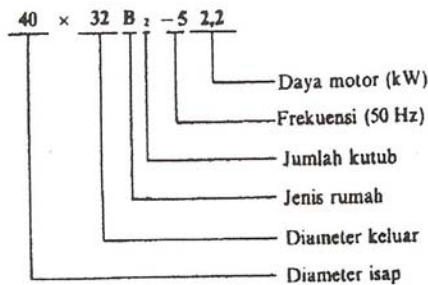 40 × 32 B 2 - 5 2,2
Daya motor (kW)
Frekuensi (50 Hz)
Jumlah kutub
Jenis rumah
Diameter keluar
Diameter isap